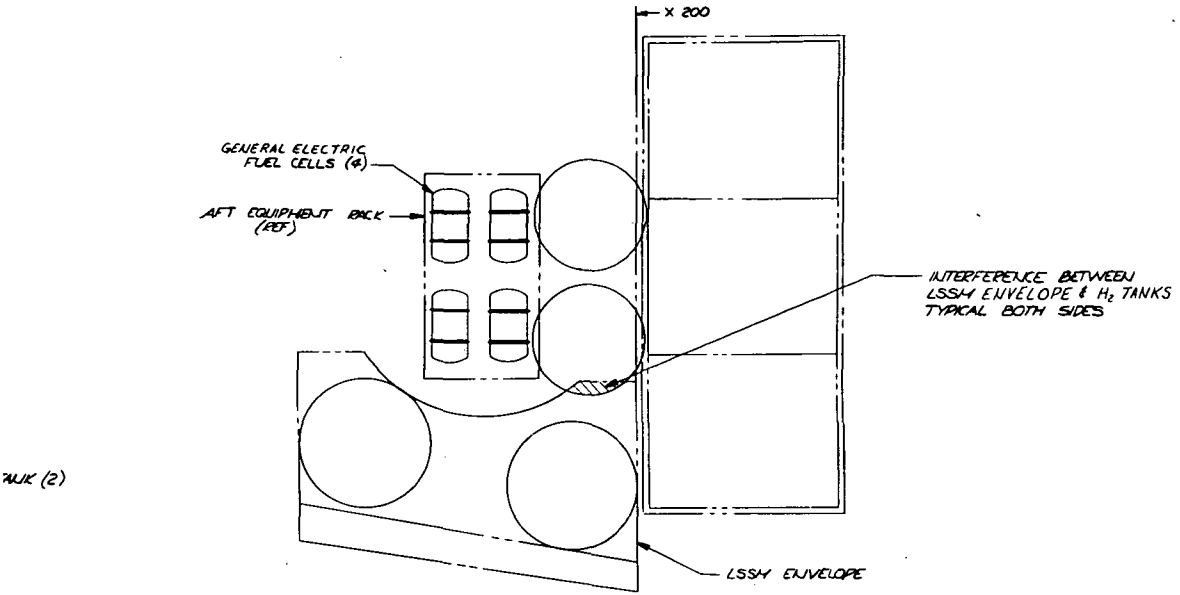 X 200
GENERAL ELECTRIC
FUEL CELLS (4)
AFT EQUIPMENT RACK
(REF)
INTERFERENCE BETWEEN
LSSM ENVELOPE & H₂ TANKS
TYPICAL BOTH SIDES
(2)
LSSM ENVELOPE